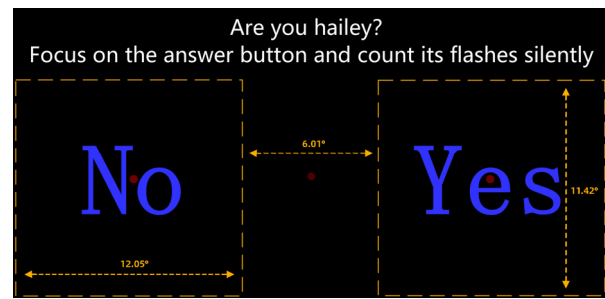 Are you hailey?
Focus on the answer button and count its flashes silently
6.01°
No
Yes
11.42°
12.05°